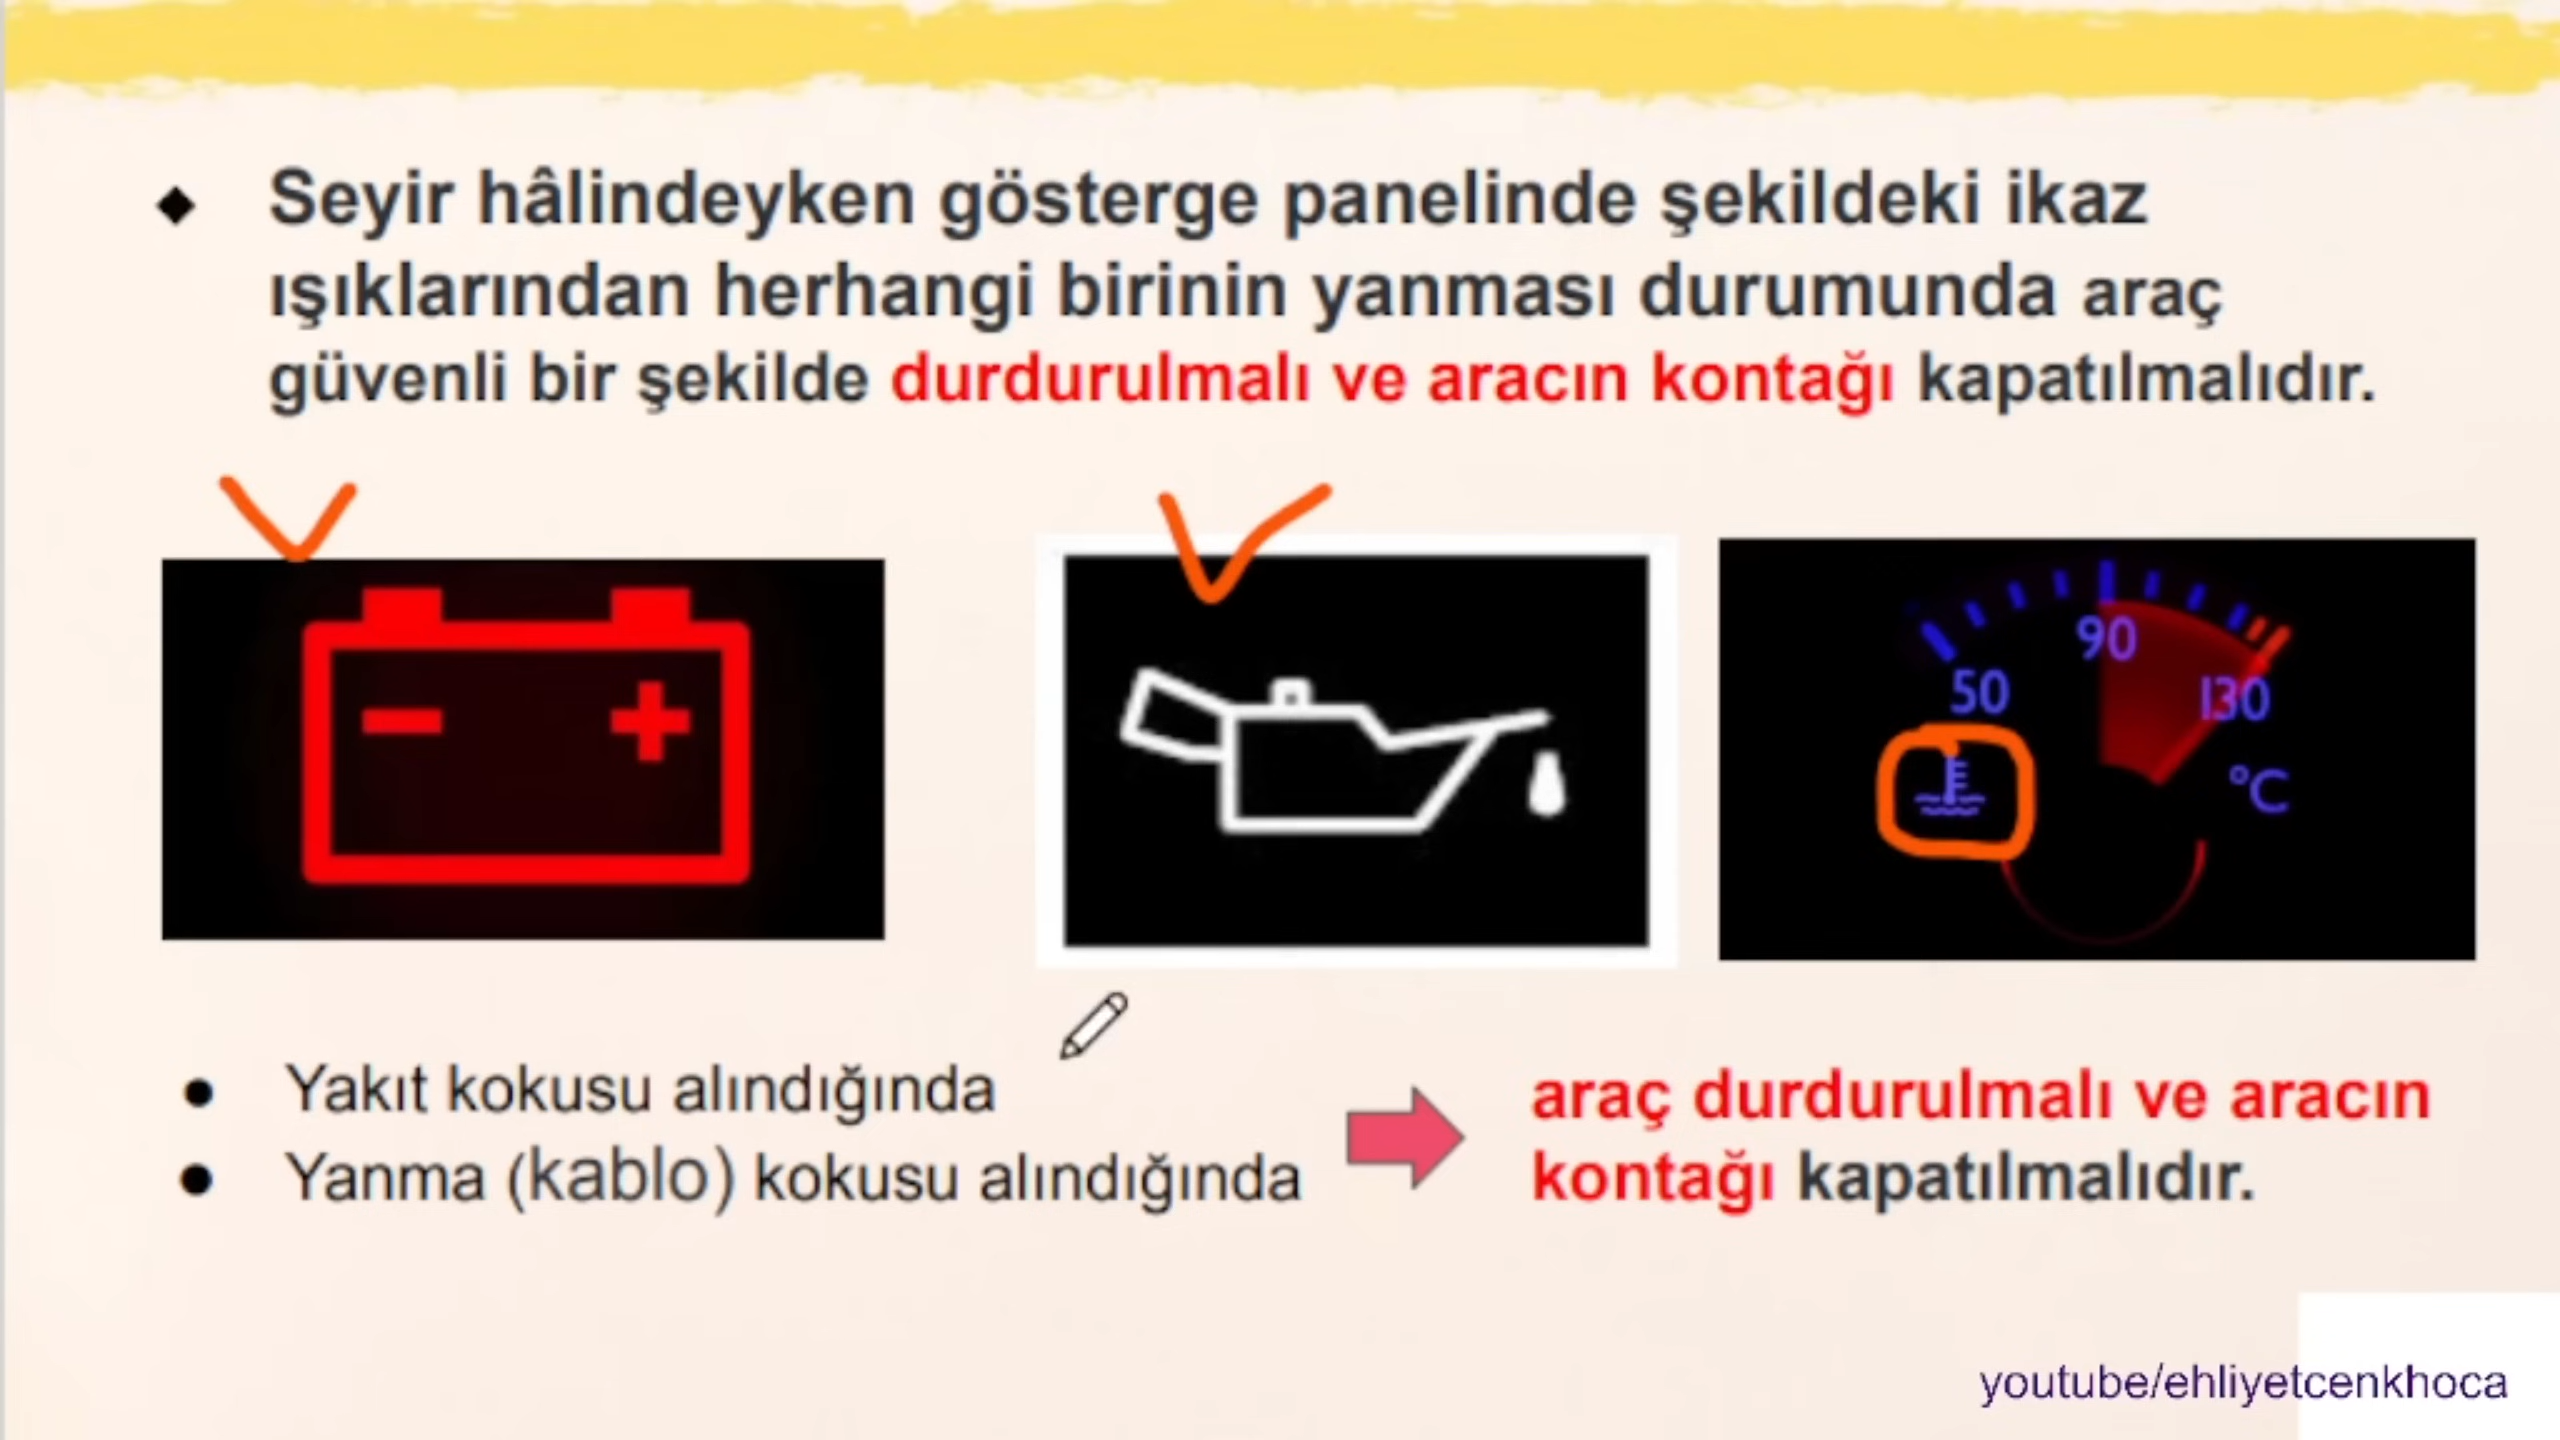 Seyir hâlindeyken gösterge panelinde şekildeki ikaz
ışıklarından herhangi birinin yanması durumunda araç
güvenli bir şekilde durdurulmalı ve aracın kontağı kapatılmalıdır.
- +
50 90 130
°C
● Yakıt kokusu alındığında
● Yanma (kablo) kokusu alındığında
araç durdurulmalı ve aracın
kontağı kapatılmalıdır.
youtube/ehliyetcenkhoca